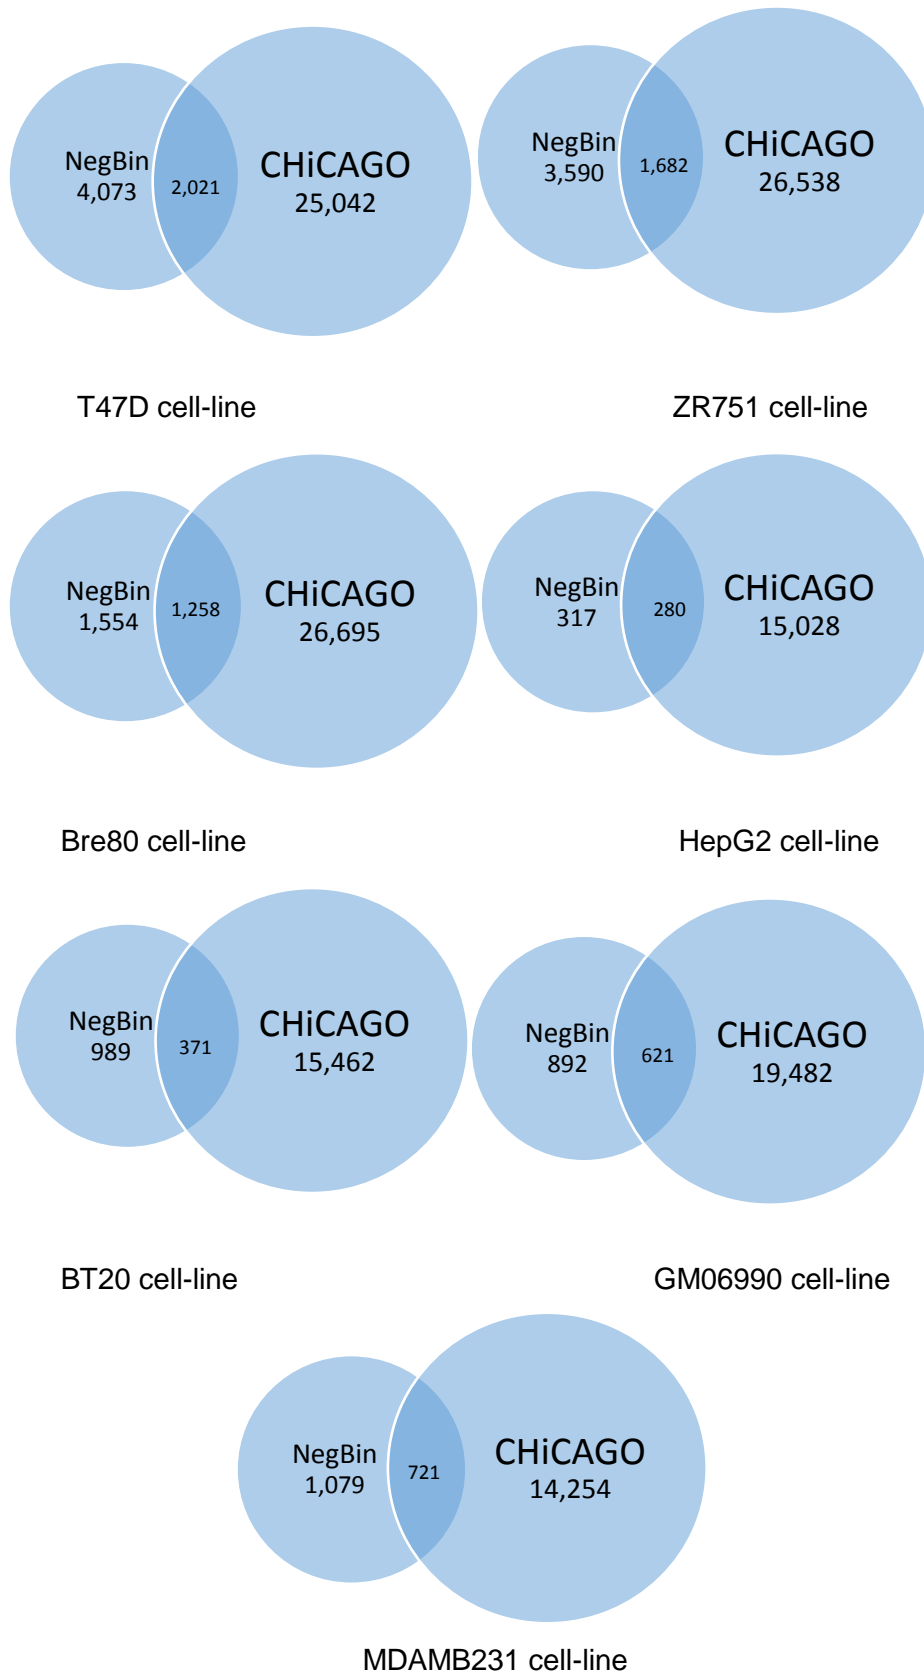 NegBin
4,073
2,021
CHiCAGO
25,042
T47D cell-line
NegBin
3,590
1,682
CHiCAGO
26,538
ZR751 cell-line
NegBin
1,554
1,258
CHiCAGO
26,695
Bre80 cell-line
NegBin
317
280
CHiCAGO
15,028
HepG2 cell-line
NegBin
989
371
CHiCAGO
15,462
BT20 cell-line
NegBin
892
621
CHiCAGO
19,482
GM06990 cell-line
NegBin
1,079
721
CHiCAGO
14,254
MDAMB231 cell-line